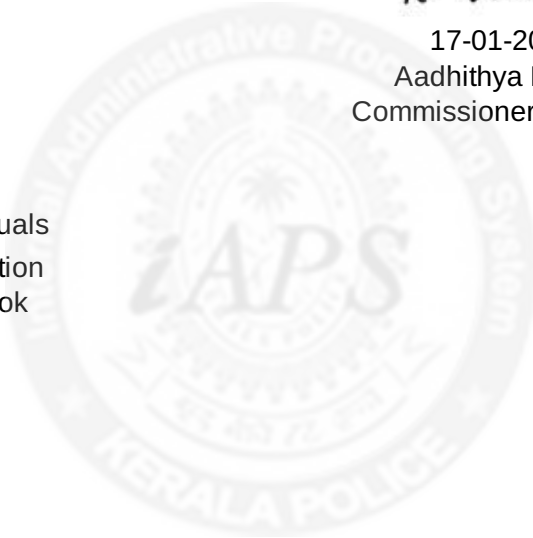 17-01-20
Aadhithya
Commissioner
uals
tion
ok
Internal Administrative Processing System
iAPS
KERALA POLICE